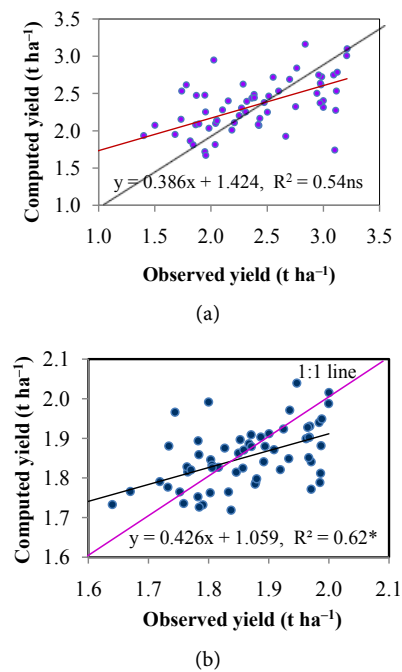 3.5
3.0
2.5
2.0
1.5
1.0
Computed yield (t ha⁻¹)
y = 0.386x + 1.424, R² = 0.54ns
1.0 1.5 2.0 2.5 3.0 3.5
Observed yield (t ha⁻¹)
(a)
2.1
2.0
1.9
1.8
1.7
1.6
Computed yield (t ha⁻¹)
1:1 line
y = 0.426x + 1.059, R² = 0.62*
1.6 1.7 1.8 1.9 2.0 2.1
Observed yield (t ha⁻¹)
(b)